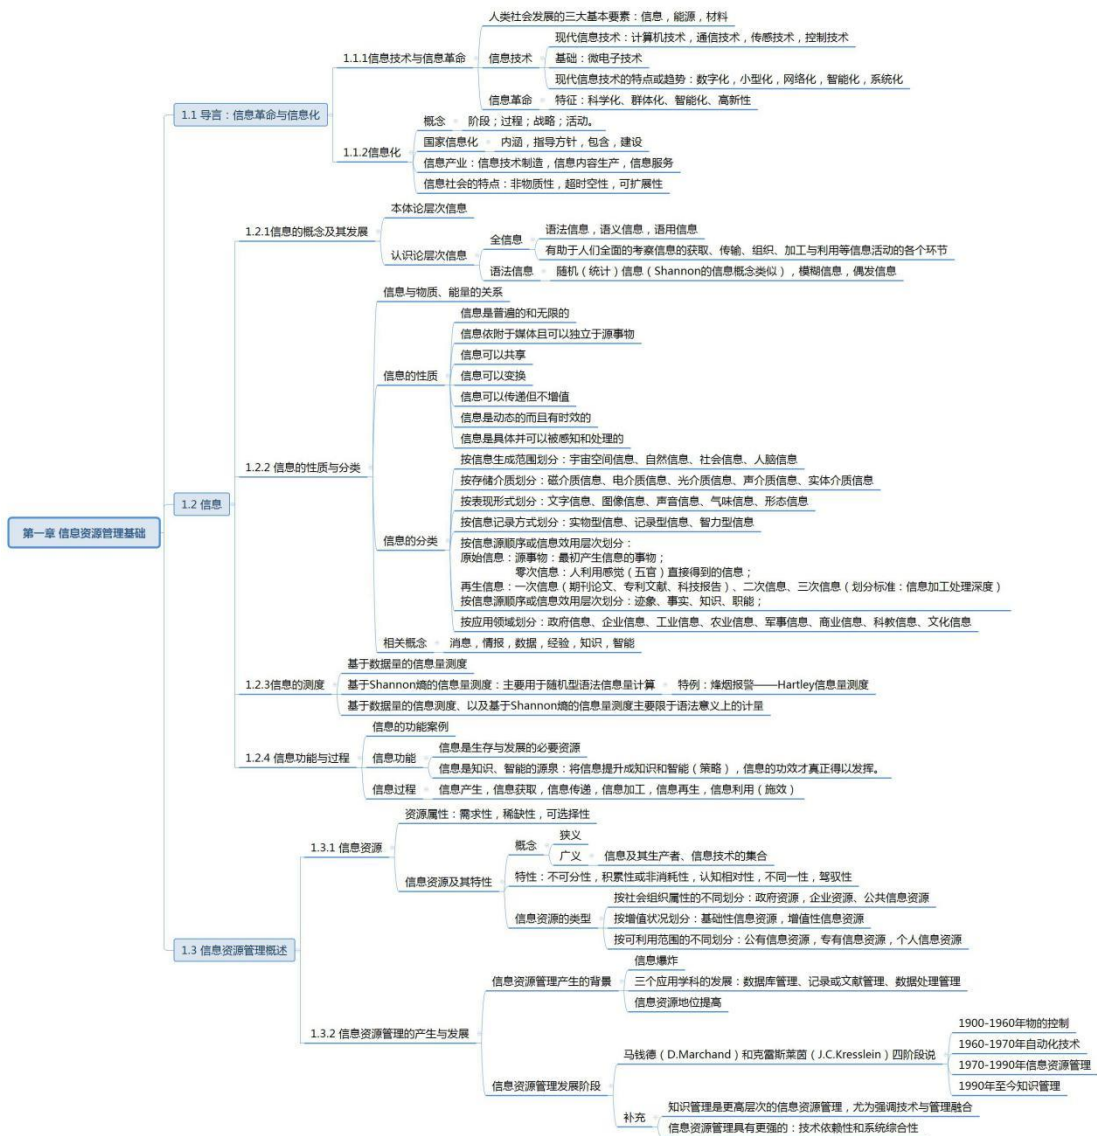 第一章 信息资源管理基础
1.1 导言：信息革命与信息化
1.1.1信息技术与信息革命
人类社会发展的三大基本要素：信息，能源，材料
信息技术
现代信息技术：计算机技术，通信技术，传感技术，控制技术
基础：微电子技术
现代信息技术的特点或趋势：数字化，小型化，网络化，智能化，系统化
信息革命
特征：科学化、群体化、智能化、高新性
1.1.2信息化
概念
阶段；过程；战略；活动。
国家信息化
内涵，指导方针，包含，建设
信息产业：信息技术制造，信息内容生产，信息服务
信息社会的特点：非物质性，超时空性，可扩展性
1.2 信息
1.2.1信息的概念及其发展
本体论层次信息
认识论层次信息
全信息
语法信息，语义信息，语用信息
有助于人们全面的考察信息的获取、传输、组织、加工与利用等信息活动的各个环节
语法信息
随机（统计）信息（Shannon的信息概念类似），模糊信息，偶发信息
1.2.2 信息的性质与分类
信息与物质、能量的关系
信息的性质
信息是普遍的和无限的
信息依附于媒体且可以独立于源事物
信息可以共享
信息可以变换
信息可以传递但不增值
信息是动态的而且有时效的
信息是具体并可以被感知和处理的
信息的分类
按信息生成范围划分：宇宙空间信息、自然信息、社会信息、人脑信息
按存储介质划分：磁介质信息、电介质信息、光介质信息、声介质信息、实体介质信息
按表现形式划分：文字信息、图像信息、声音信息、气味信息、形态信息
按信息记录方式划分：实物型信息、记录型信息、智力型信息
按信息源顺序或信息效用层次划分：
原始信息：源事物：最初产生信息的事物；
零次信息：人利用感觉（五官）直接得到的信息；
再生信息：一次信息（期刊论文、专利文献、科技报告）、二次信息、三次信息（划分标准：信息加工处理深度）
按信息源顺序或信息效用层次划分：迹象、事实、知识、职能；
按应用领域划分：政府信息、企业信息、工业信息、农业信息、军事信息、商业信息、科教信息、文化信息
相关概念
消息，情报，数据，经验，知识，智能
1.2.3信息的测度
基于数据量的信息量测度
基于Shannon熵的信息量测度：主要用于随机型语法信息量计算
特例：烽烟报警——Hartley信息量测度
基于数据量的信息测度、以及基于Shannon熵的信息量测度主要限于语法意义上的计量
1.2.4 信息功能与过程
信息的功能案例
信息功能
信息是生存与发展的必要资源
信息是知识、智能的源泉：将信息提升成知识和智能（策略），信息的功效才真正得以发挥。
信息过程
信息产生，信息获取，信息传递，信息加工，信息再生，信息利用（施效）
1.3 信息资源管理概述
1.3.1 信息资源
资源属性：需求性，稀缺性，可选择性
信息资源及其特性
概念
狭义
广义
信息及其生产者、信息技术的集合
特性：不可分性，积累性或非消耗性，认知相对性，不同一性，驾驭性
信息资源的类型
按社会组织属性的不同划分：政府资源，企业资源、公共信息资源
按增值状况划分：基础性信息资源，增值性信息资源
按可利用范围的不同划分：公有信息资源，专有信息资源，个人信息资源
1.3.2 信息资源管理的产生与发展
信息资源管理产生的背景
信息爆炸
三个应用学科的发展：数据库管理、记录或文献管理、数据处理管理
信息资源地位提高
信息资源管理发展阶段
马钱德（D.Marchand）和克雷斯莱茵（J.C.Kresslein）四阶段说
1900-1960年物的控制
1960-1970年自动化技术
1970-1990年信息资源管理
1990年至今知识管理
补充
知识管理是更高层次的信息资源管理，尤为强调技术与管理融合
信息资源管理具有更强的：技术依赖性和系统综合性